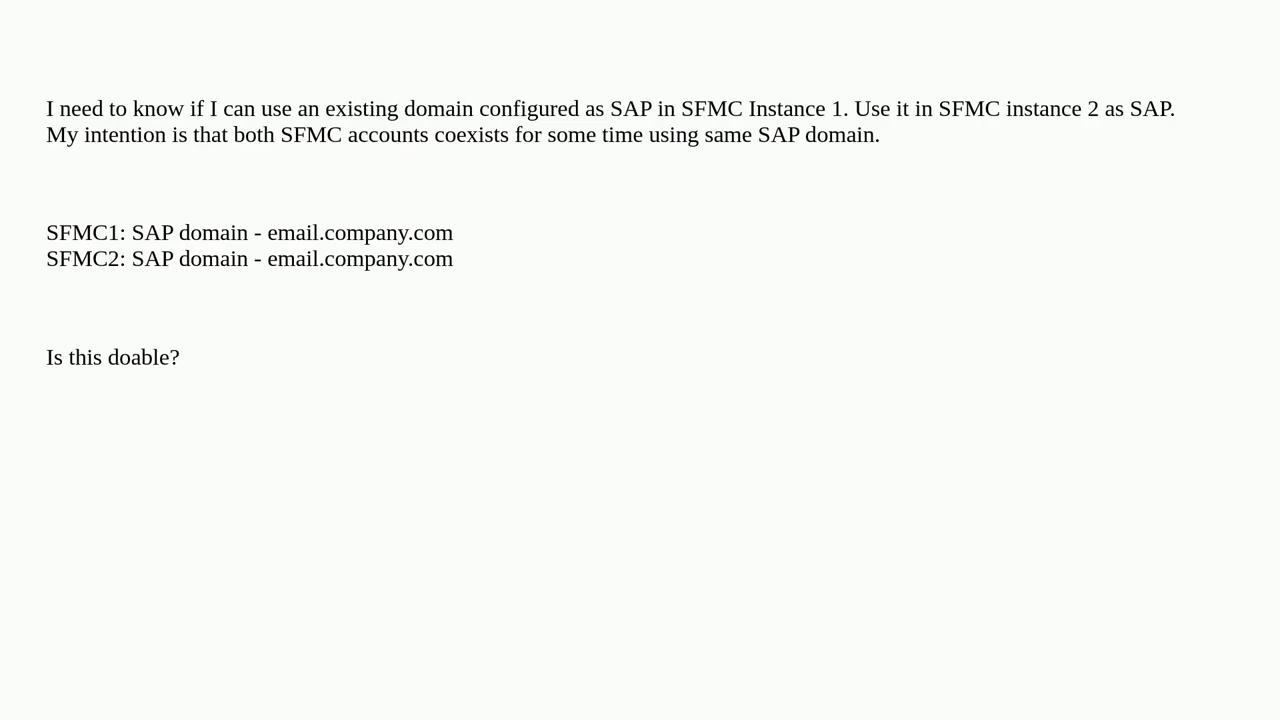 I need to know if I can use an existing domain configured as SAP in SFMC Instance 1. Use it in SFMC instance 2 as SAP.
My intention is that both SFMC accounts coexists for some time using same SAP domain.
SFMC1: SAP domain - email.company.com
SFMC2: SAP domain - email.company.com
Is this doable?